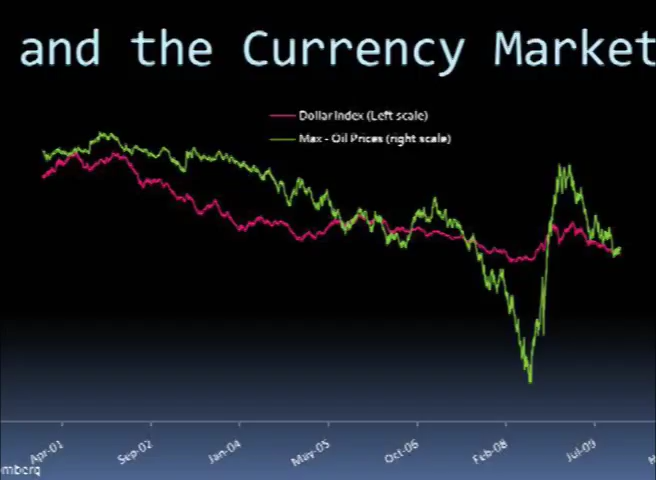 and the Currency Market
Dollar Index (Left scale)
Max - Oil Prices (right scale)
Apr-01 Sep-02 Jan-04 May-05 Oct-06 Feb-08 Jul-09
omberg